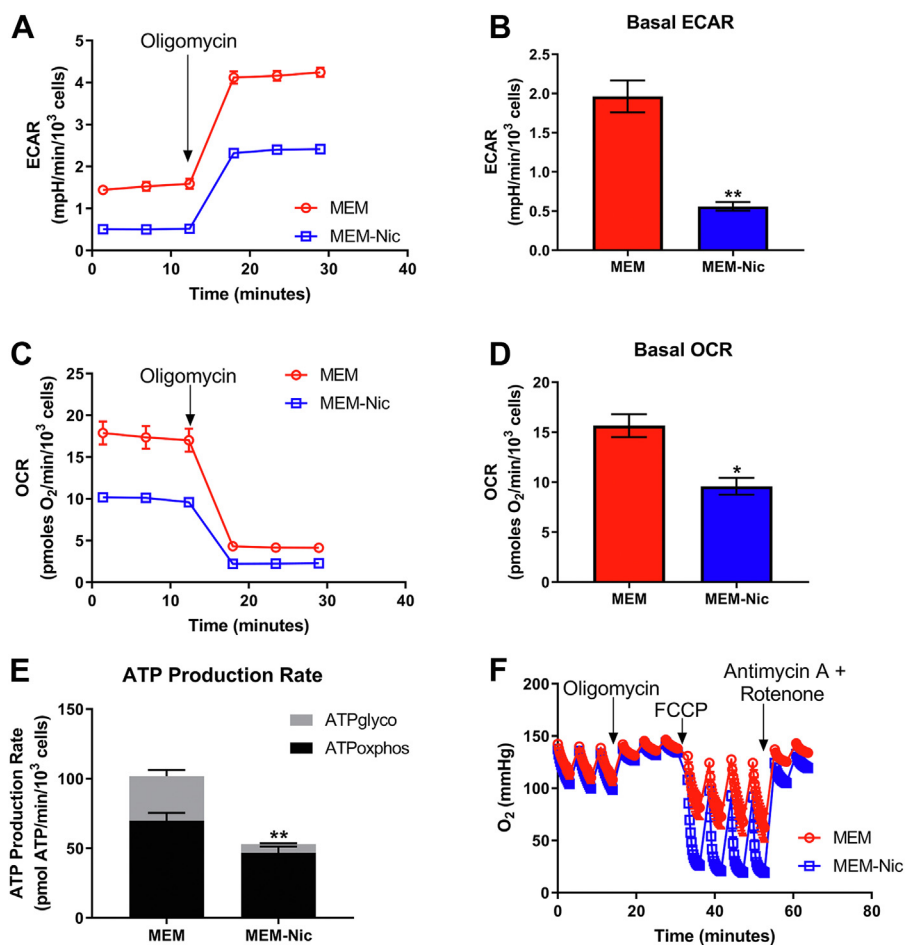 A
Oligomycin
ECAR
(mpH/min/10³ cells)
5
4
3
2
1
0
0 10 20 30 40
Time (minutes)
MEM
MEM-Nic
B
Basal ECAR
ECAR
(mpH/min/10³ cells)
2.5
2.0
1.5
1.0
0.5
0.0
**
MEM MEM-Nic
C
Oligomycin
MEM
MEM-Nic
OCR
(pmoles O₂/min/10³ cells)
25
20
15
10
5
0
0 10 20 30 40
Time (minutes)
D
Basal OCR
OCR
(pmoles O₂/min/10³ cells)
20
15
10
5
0
*
MEM MEM-Nic
E
ATP Production Rate
ATP Production Rate
(pmol ATP/min/10³ cells)
150
100
50
0
ATPglyco
ATPoxphos
**
MEM MEM-Nic
F
Oligomycin
FCCP
Antimycin A +
Rotenone
O₂ (mmHg)
200
150
100
50
0
0 20 40 60 80
Time (minutes)
MEM
MEM-Nic